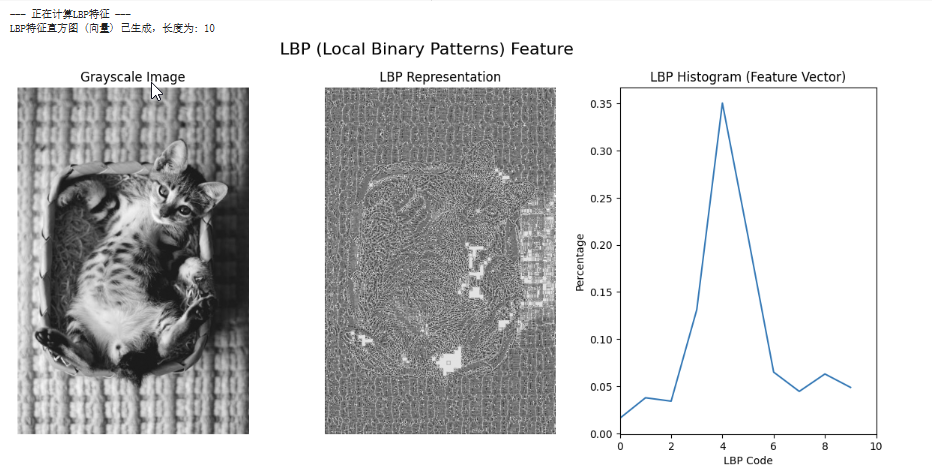 --- 正在计算LBP特征 ---
LBP特征直方图 (向量) 已生成，长度为: 10
LBP (Local Binary Patterns) Feature
Grayscale Image
LBP Representation
LBP Histogram (Feature Vector)
0.35
0.30
0.25
0.20
0.15
0.10
0.05
0.00
Percentage
0 2 4 6 8 10
LBP Code